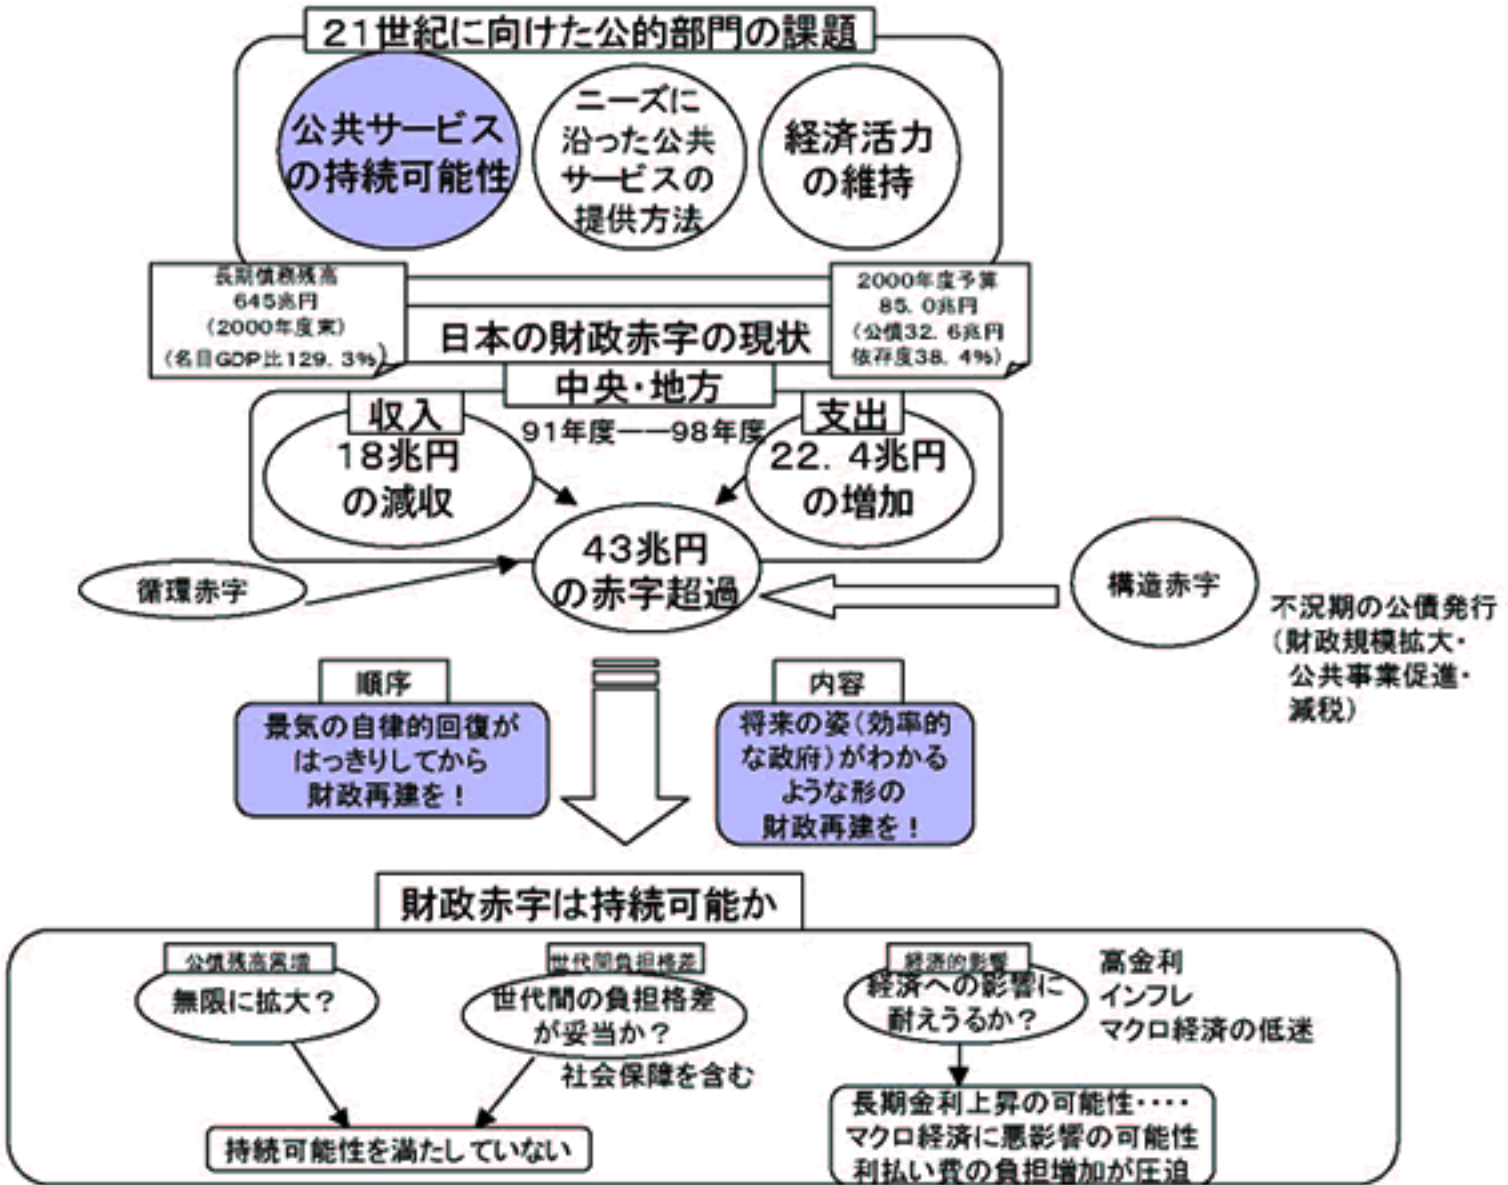 21世紀に向けた公的部門の課題
公共サービス
の持続可能性
ニーズに
沿った公共
サービスの
提供方法
経済活力
の維持
長期債務残高
645兆円
(2000年度末)
(名目GDP比129.3%)
2000年度予算
85.0兆円
(公債32.6兆円
依存度38.4%)
日本の財政赤字の現状
中央・地方
91年度――98年度
収入
18兆円
の減収
支出
22.4兆円
の増加
43兆円
の赤字超過
循環赤字
構造赤字
不況期の公債発行
(財政規模拡大・
公共事業促進・
減税)
順序
景気の自律的回復が
はっきりしてから
財政再建を!
内容
将来の姿(効率的
な政府)がわかる
ような形の
財政再建を!
財政赤字は持続可能か
公債残高累増
無限に拡大?
世代間負担格差
世代間の負担格差
が妥当か?
社会保障を含む
経済的影響
経済への影響に
耐えうるか?
高金利
インフレ
マクロ経済の低迷
持続可能性を満たしていない
長期金利上昇の可能性‥‥
マクロ経済に悪影響の可能性
利払い費の負担増加が圧迫